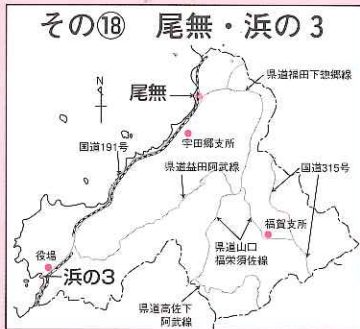 その⑱ 尾無・浜の3
N
尾無
県道福田下惣郷線
宇田郷支所
国道191号
県道益田阿武線
国道315号
福賀支所
役場
県道山口
福栄須佐線
浜の3
県道高佐下
阿武線